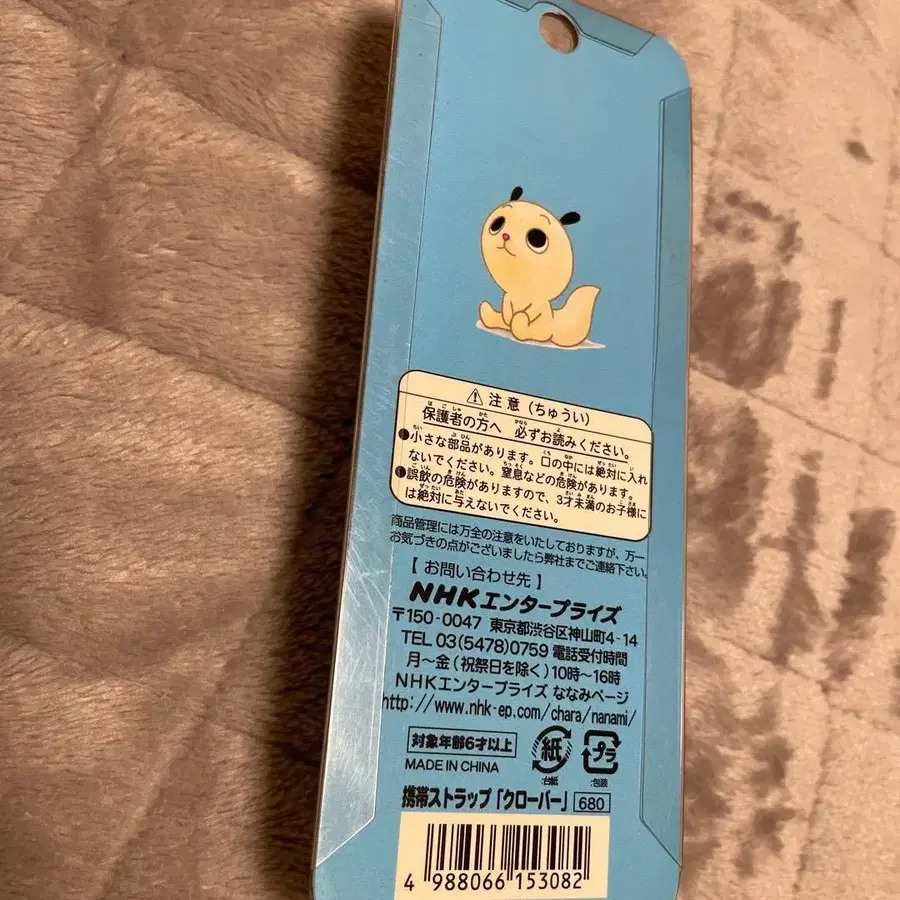 ⚠ 注意（ちゅうい）
保護者の方へ 必ずお読みください。
●小さな部品があります。口の中には絶対に入れ
ないでください。窒息などの危険があります。
●誤飲の危険がありますので、3才未満のお子様に
は絶対に与えないでください。
商品管理には万全の注意をいたしておりますが、万一
お気づきの点がございましたら弊社までご連絡下さい。
【お問い合わせ先】
NHKエンタープライズ
〒150-0047 東京都渋谷区神山町4-14
TEL 03(5478)0759 電話受付時間
月〜金(祝祭日を除く)10時〜16時
NHKエンタープライズ ななみページ
http://www.nhk-ep.com/chara/nanami/
対象年齢6才以上
MADE IN CHINA
紙
:台紙
プラ
:包装
携帯ストラップ「クローバー」 680
4 988066 153082